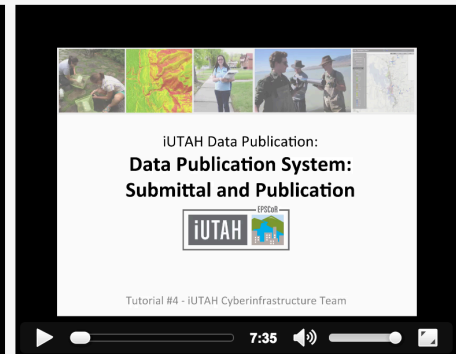 iUTAH Data Publication:
Data Publication System:
Submittal and Publication
EPSCoR
iUTAH
Tutorial #4 - iUTAH Cyberinfrastructure Team
7:35